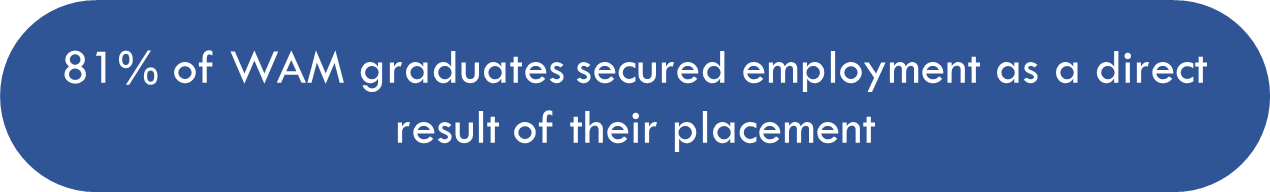 81% of WAM graduates secured employment as a direct
result of their placement